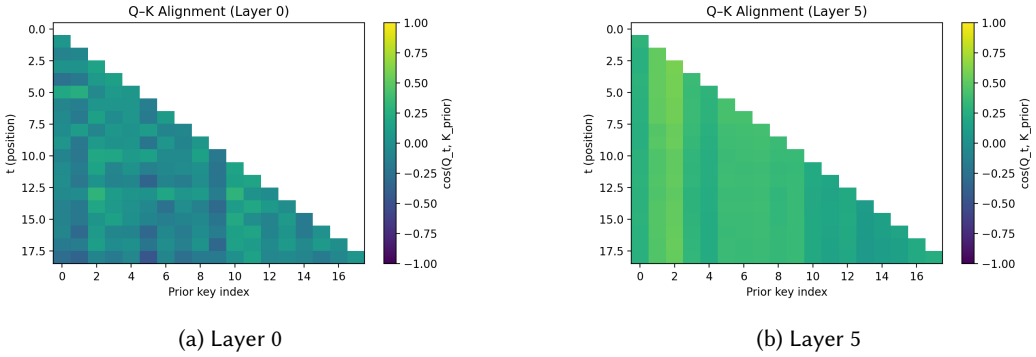 Q–K Alignment (Layer 0)
0.0
2.5
5.0
7.5
10.0
12.5
15.0
17.5
t (position)
0 2 4 6 8 10 12 14 16
Prior key index
1.00
0.75
0.50
0.25
0.00
−0.25
−0.50
−0.75
−1.00
cos(Q_t, K_prior)
(a) Layer 0
Q–K Alignment (Layer 5)
0.0
2.5
5.0
7.5
10.0
12.5
15.0
17.5
t (position)
0 2 4 6 8 10 12 14 16
Prior key index
1.00
0.75
0.50
0.25
0.00
−0.25
−0.50
−0.75
−1.00
cos(Q_t, K_prior)
(b) Layer 5